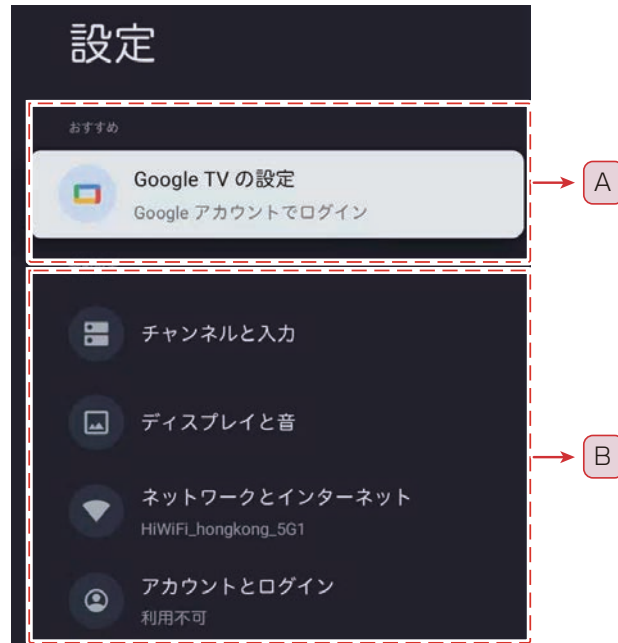 設定
おすすめ
Google TV の設定
Google アカウントでログイン
A
チャンネルと入力
ディスプレイと音
B
ネットワークとインターネット
HiWiFi_hongkong_5G1
アカウントとログイン
利用不可